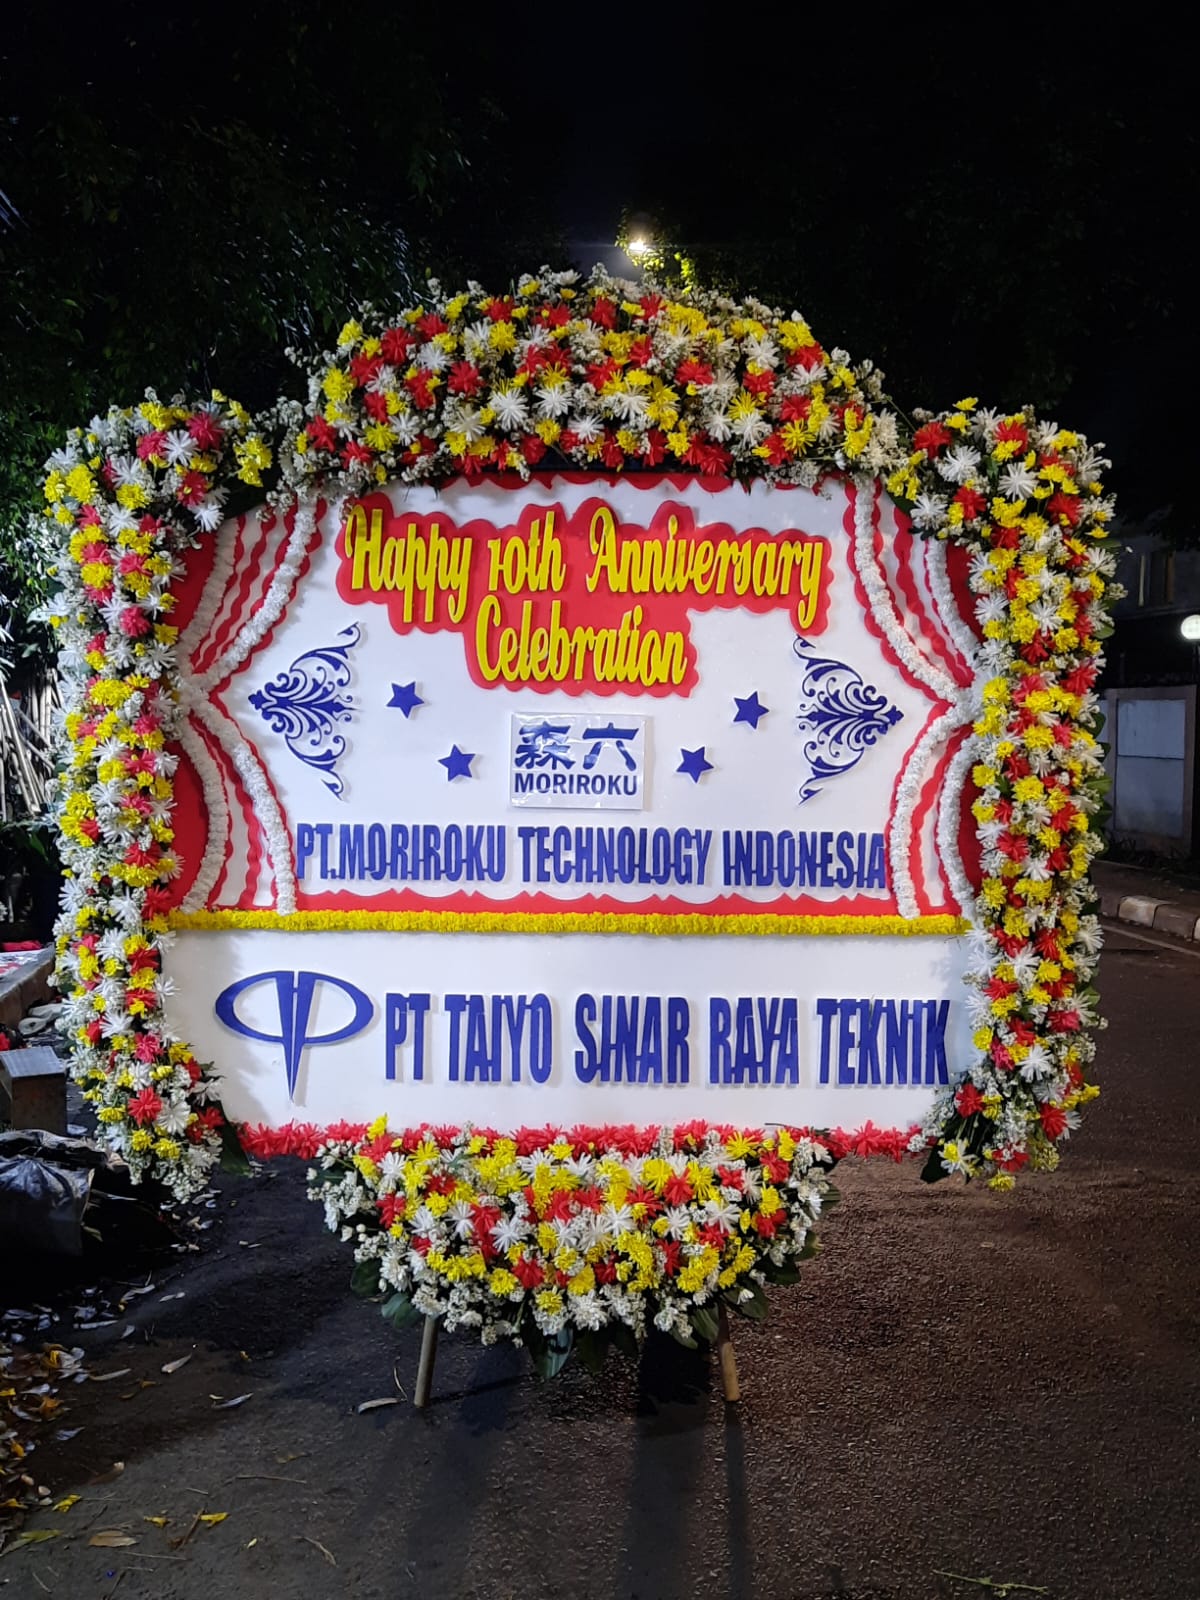 Happy 10th Anniversary
Celebration
森六
MORIROKU
PT.MORIROKU TECHNOLOGY INDONESIA
PT TAIYO SINAR RAYA TEKNIK